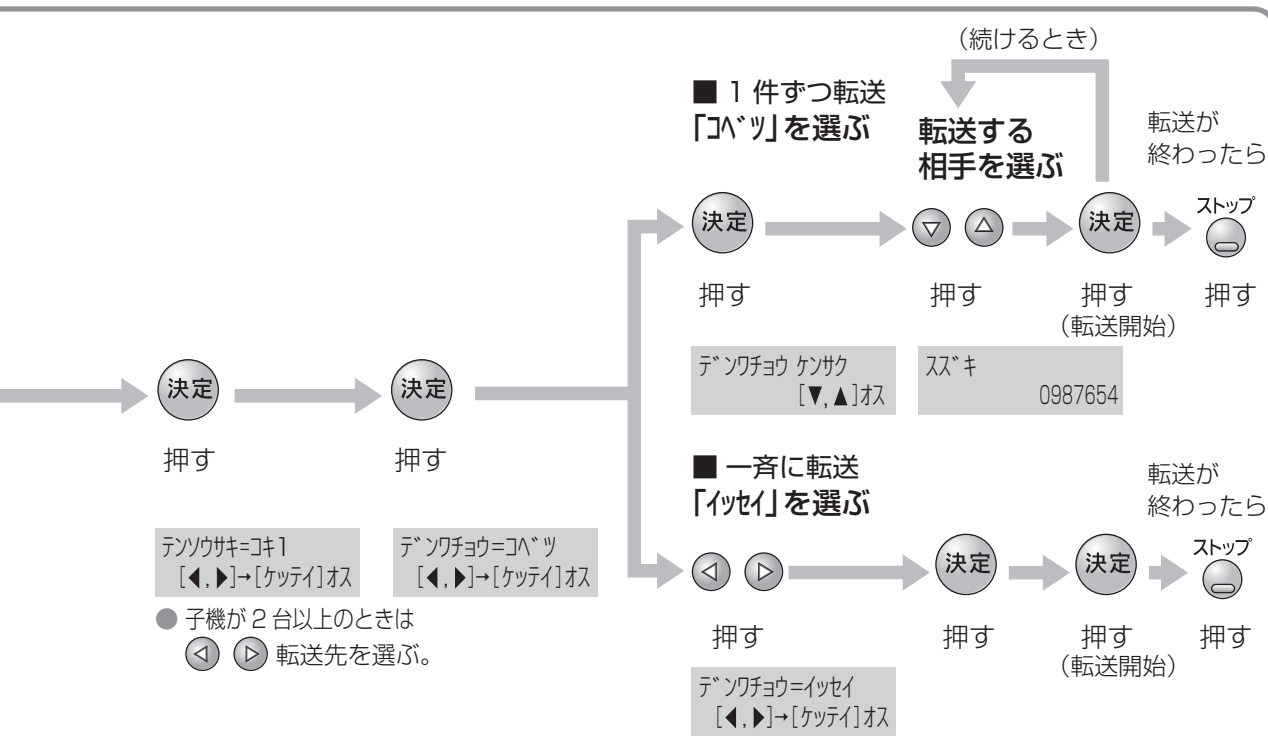 決定
押す
テンソウサキ=コキ1
[◀,▶]→[ケッテイ]オス
● 子機が2台以上のときは
◁ ▷ 転送先を選ぶ。
決定
押す
デンワチョウ=コベツ
[◀,▶]→[ケッテイ]オス
■ 1件ずつ転送
「コベツ」を選ぶ
決定
押す
デンワチョウ ケンサク
[▼,▲]オス
(続けるとき)
転送する
相手を選ぶ
▽ △
押す
スズキ
0987654
決定
押す
(転送開始)
転送が
終わったら
ストップ
押す
■ 一斉に転送
「イッセイ」を選ぶ
◁ ▷
押す
デンワチョウ=イッセイ
[◀,▶]→[ケッテイ]オス
決定
押す
決定
押す
(転送開始)
転送が
終わったら
ストップ
押す